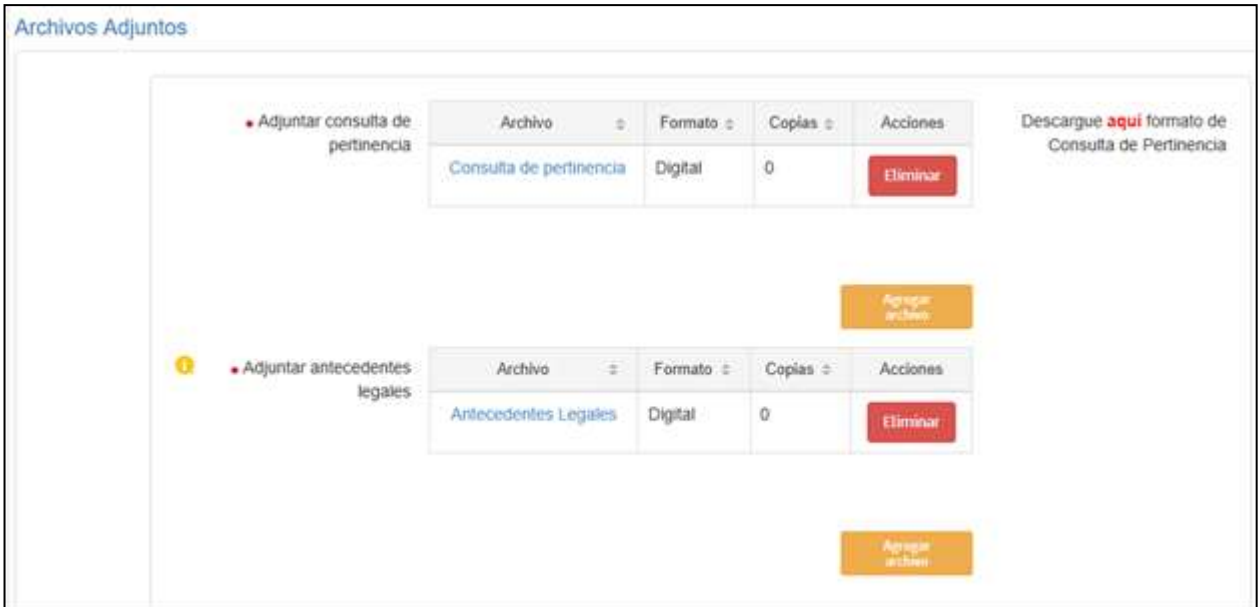 Archivos Adjuntos
• Adjuntar consulta de
pertinencia
Archivo Formato Copias Acciones
Consulta de pertinencia Digital 0 Eliminar
Descargue aquí formato de
Consulta de Pertinencia
Agregar
archivo
• Adjuntar antecedentes
legales
Archivo Formato Copias Acciones
Antecedentes Legales Digital 0 Eliminar
Agregar
archivo